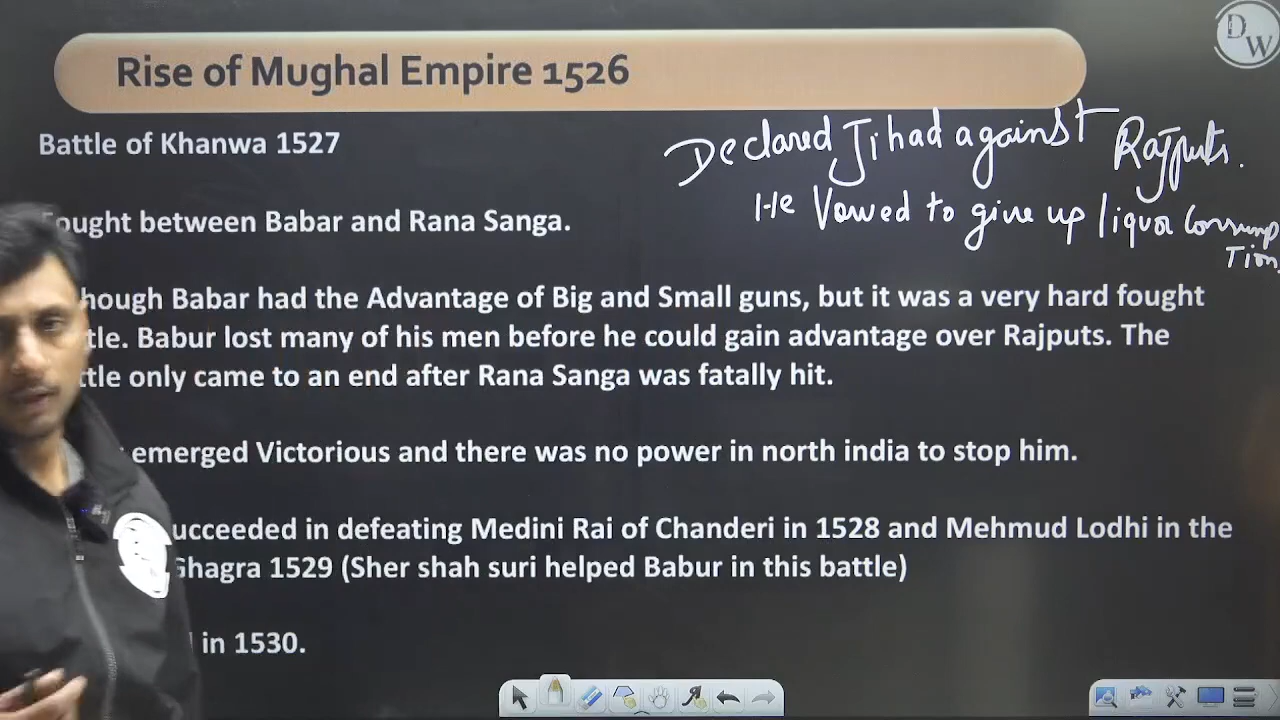 DW
Rise of Mughal Empire 1526
Battle of Khanwa 1527
Declared Jihad against Rajputs.
He Vowed to give up liquor Consump
Tion
ought between Babar and Rana Sanga.
hough Babar had the Advantage of Big and Small guns, but it was a very hard fought
tle. Babur lost many of his men before he could gain advantage over Rajputs. The
ttle only came to an end after Rana Sanga was fatally hit.
emerged Victorious and there was no power in north india to stop him.
ucceeded in defeating Medini Rai of Chanderi in 1528 and Mehmud Lodhi in the
Ghagra 1529 (Sher shah suri helped Babur in this battle)
in 1530.